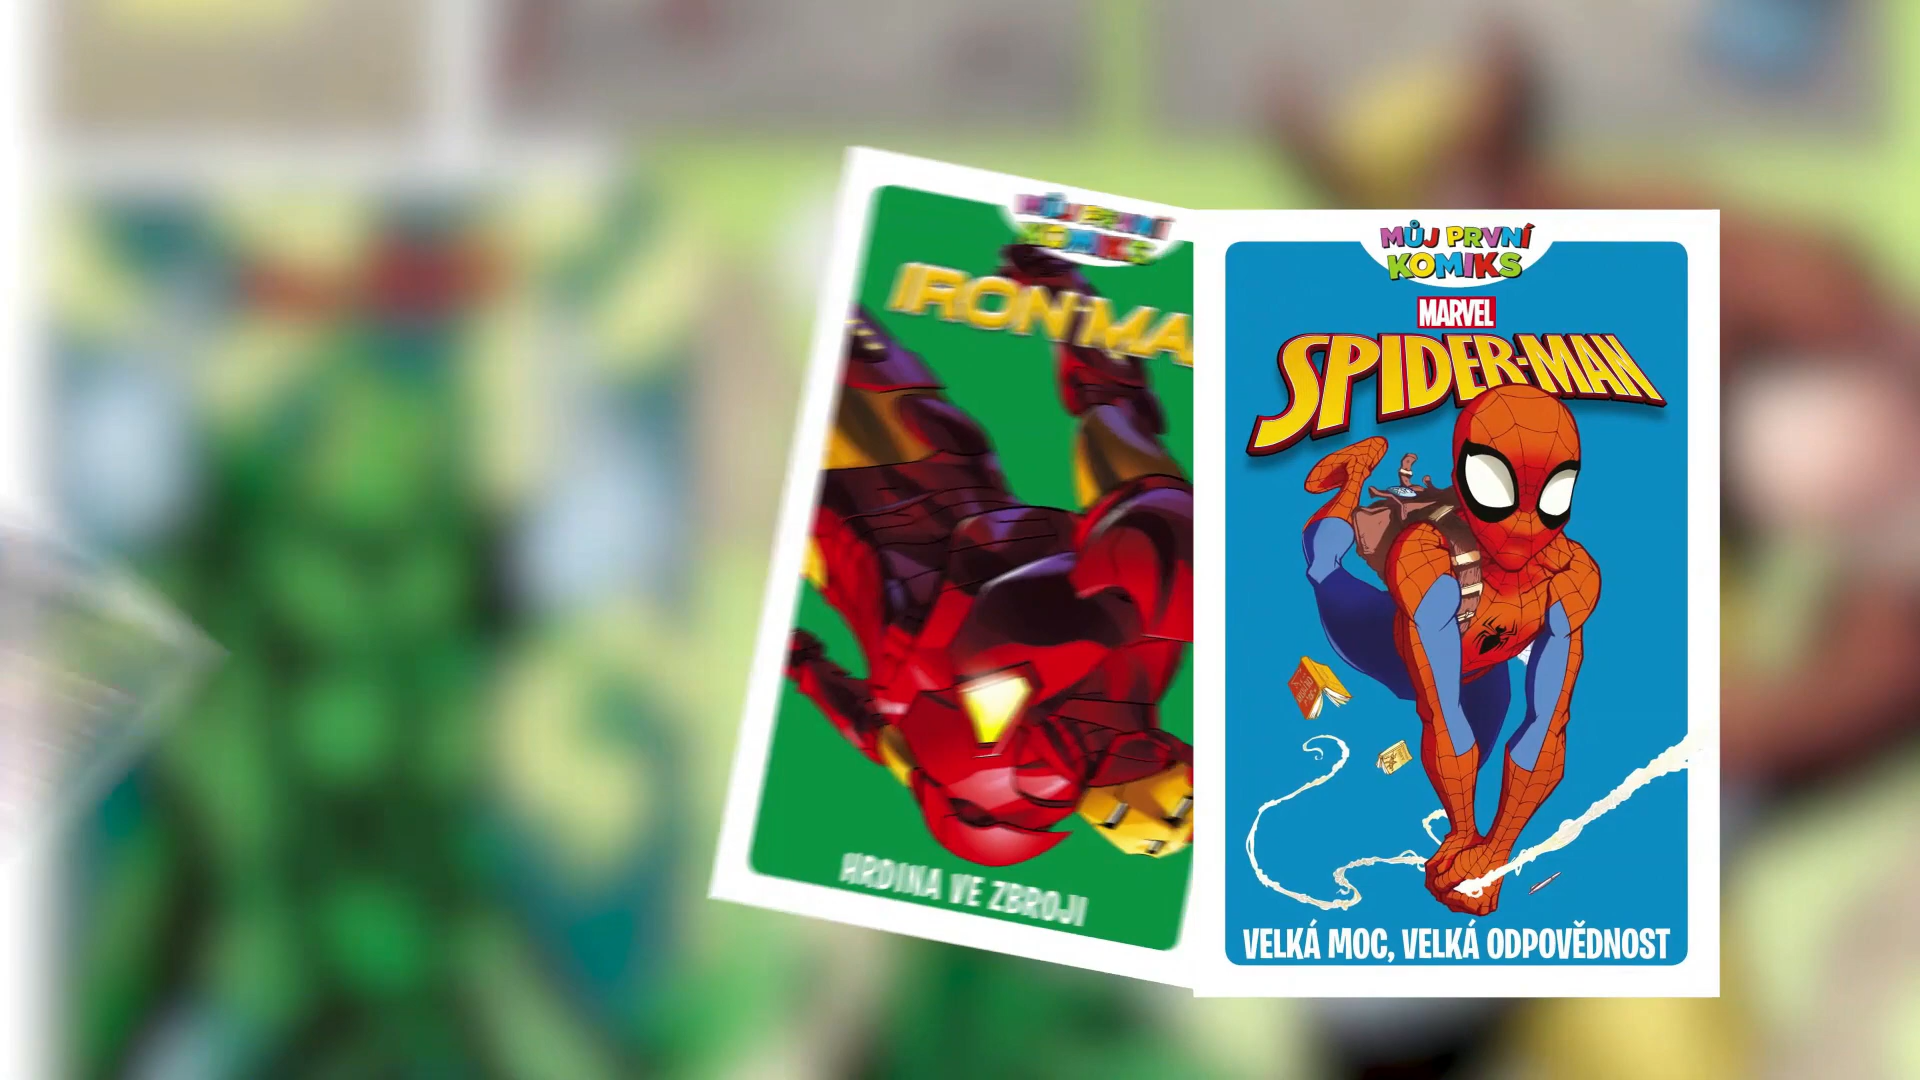 MŮJ PRVNÍ
KOMIKS
IRON MA
HRDINA VE ZBROJI
MŮJ PRVNÍ
KOMIKS
MARVEL
SPIDER-MAN
VELKÁ MOC, VELKÁ ODPOVĚDNOST